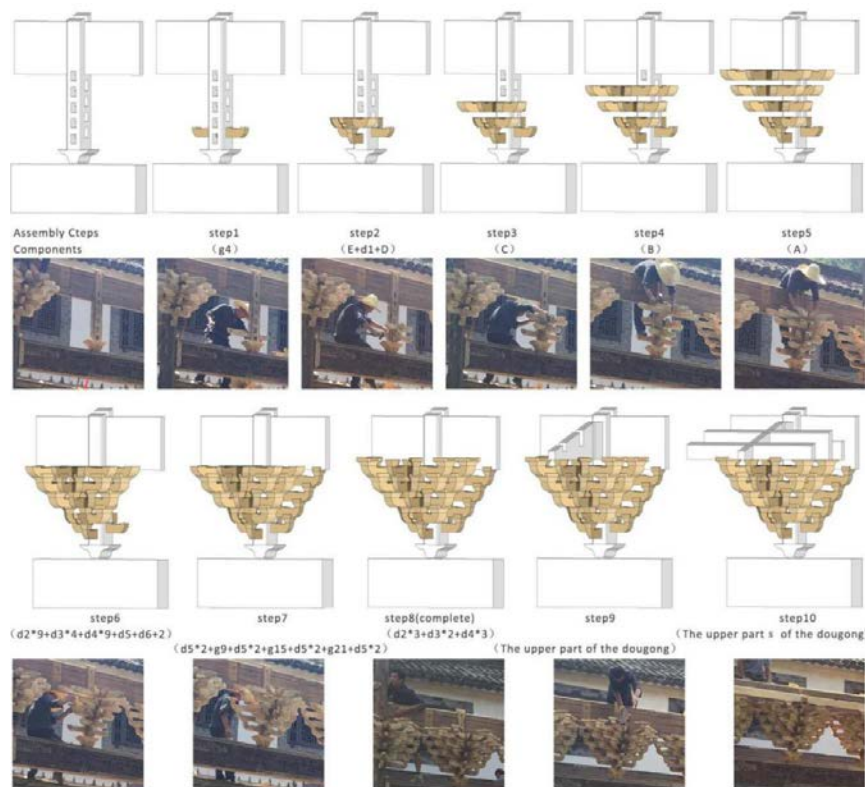 Assembly Cteps
Components
step1
(g4)
step2
(E+d1+D)
step3
(C)
step4
(B)
step5
(A)
step6
(d2*9+d3*4+d4*9+d5+d6+2)
step7
(d5*2+g9+d5*2+g15+d5*2+g21+d5*2)
step8(complete)
(d2*3+d3*2+d4*3)
step9
(The upper part of the dougong)
step10
(The upper part s of the dougong